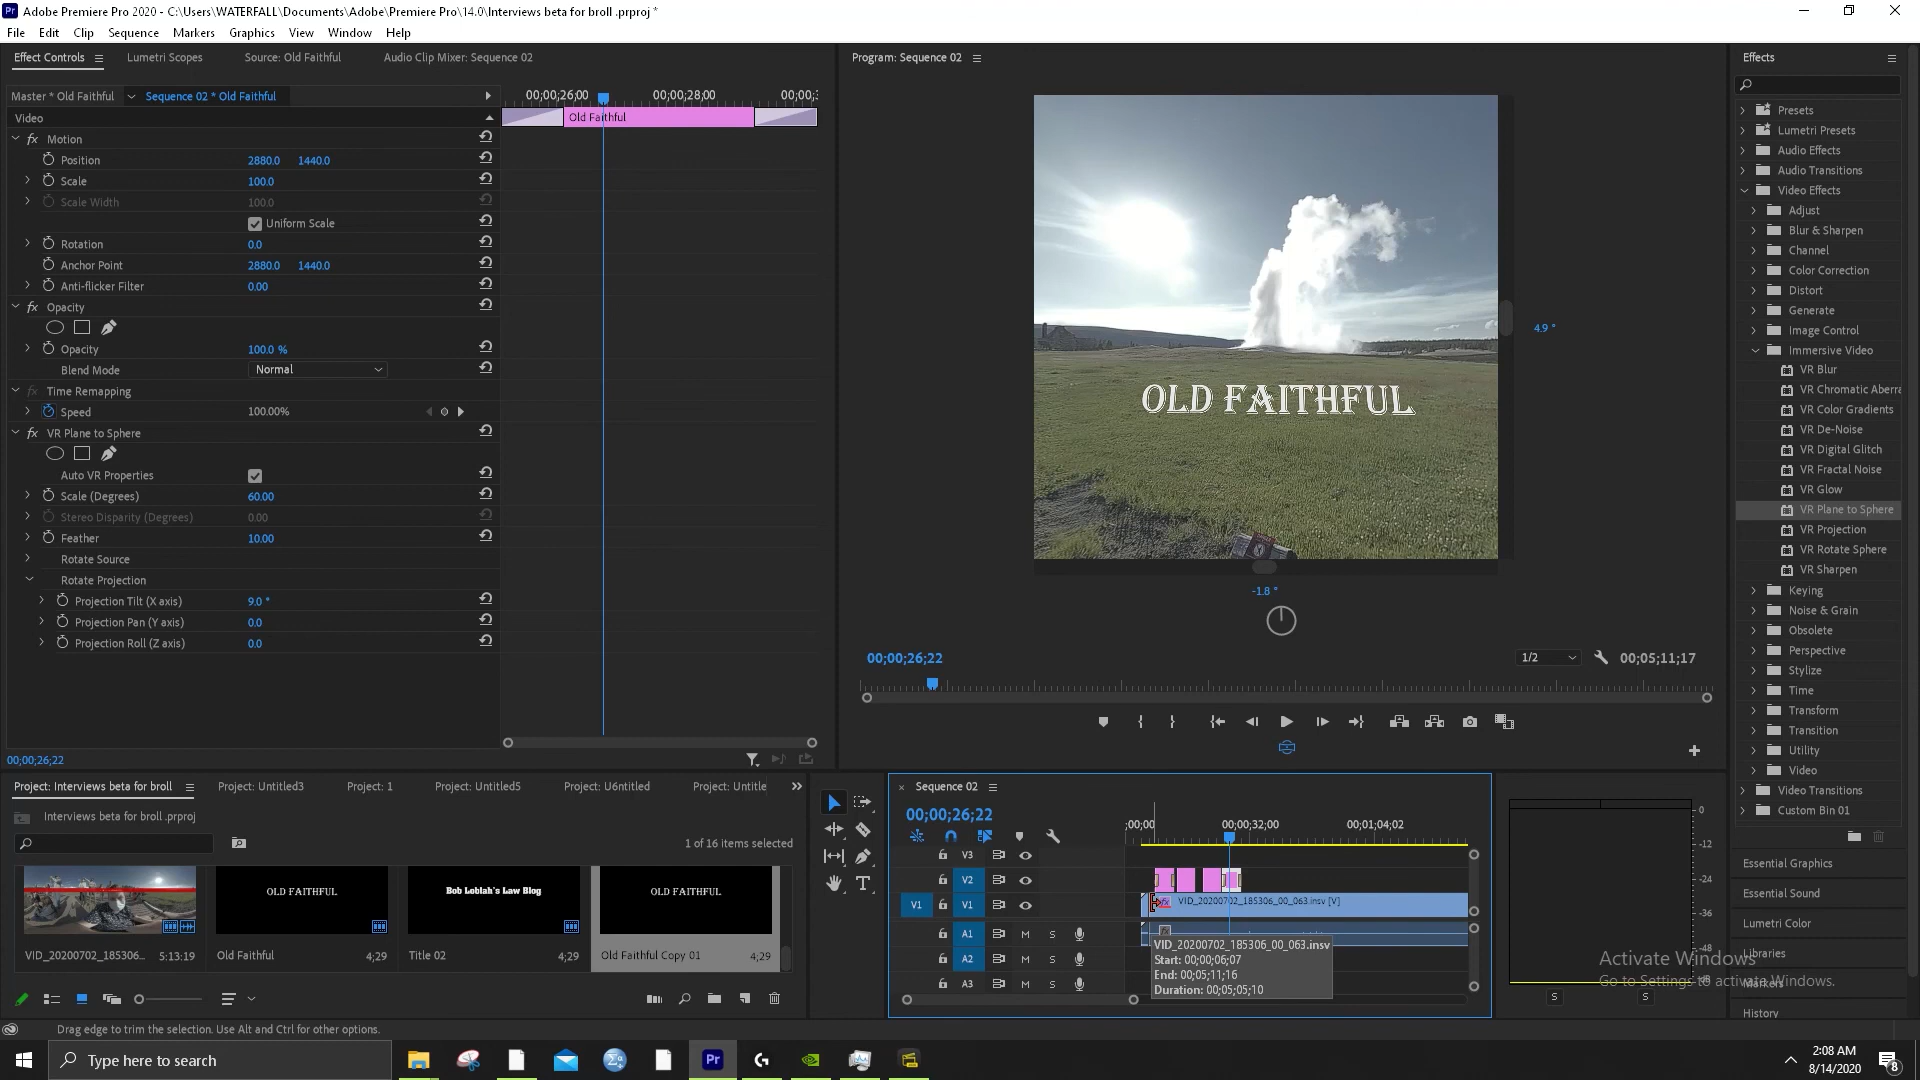 Adobe Premiere Pro 2020 - C:\Users\WATERFALL\Documents\Adobe\Premiere Pro\14.0\Interviews beta for broll .prproj *
File Edit Clip Sequence Markers Graphics View Window Help
Effect Controls Lumetri Scopes Source: Old Faithful Audio Clip Mixer: Sequence 02
Master * Old Faithful Sequence 02 * Old Faithful
00;00;26;00 00;00;28;00
Old Faithful
Video
fx Motion
Position 2880.0 1440.0
Scale 100.0
Scale Width 100.0
Uniform Scale
Rotation 0.0
Anchor Point 2880.0 1440.0
Anti-flicker Filter 0.00
fx Opacity
Opacity 100.0 %
Blend Mode Normal
fx Time Remapping
Speed 100.00%
fx VR Plane to Sphere
Auto VR Properties
Scale (Degrees) 60.00
Stereo Disparity (Degrees) 0.00
Feather 10.00
Rotate Source
Rotate Projection
Projection Tilt (X axis) 9.0 °
Projection Pan (Y axis) 0.0
Projection Roll (Z axis) 0.0
00;00;26;22
Program: Sequence 02
OLD FAITHFUL
4.9 °
-1.8 °
00;00;26;22 1/2 00;05;11;17
Effects
Presets
Lumetri Presets
Audio Effects
Audio Transitions
Video Effects
Adjust
Blur & Sharpen
Channel
Color Correction
Distort
Generate
Image Control
Immersive Video
VR Blur
VR Chromatic Aberra
VR Color Gradients
VR De-Noise
VR Digital Glitch
VR Fractal Noise
VR Glow
VR Plane to Sphere
VR Projection
VR Rotate Sphere
VR Sharpen
Keying
Noise & Grain
Obsolete
Perspective
Stylize
Time
Transform
Transition
Utility
Video
Video Transitions
Custom Bin 01
Essential Graphics
Essential Sound
Lumetri Color
Libraries
Markers
History
Project: Interviews beta for broll Project: Untitled3 Project: 1 Project: Untitled5 Project: U6ntitled Project: Untitle
Interviews beta for broll .prproj
1 of 16 items selected
OLD FAITHFUL
Bob Loblah's Law Blog
OLD FAITHFUL
VID_20200702_185306... 5:13:19
Old Faithful 4;29
Title 02 4;29
Old Faithful Copy 01 4;29
Sequence 02
00;00;26;22
;00;00 00;00;32;00 00;01;04;02
V3
V2
V1 V1
A1 M S
A2 M S
A3 M S
VID_20200702_185306_00_063.insv [V]
VID_20200702_185306_00_063.insv
Start: 00;00;06;07
End: 00;05;11;16
Duration: 00;05;05;10
0
-12
-24
-36
-48
S S
Activate Windows
Go to Settings to activate Windows.
Drag edge to trim the selection. Use Alt and Ctrl for other options.
Type here to search
Pr
2:08 AM
8/14/2020
8